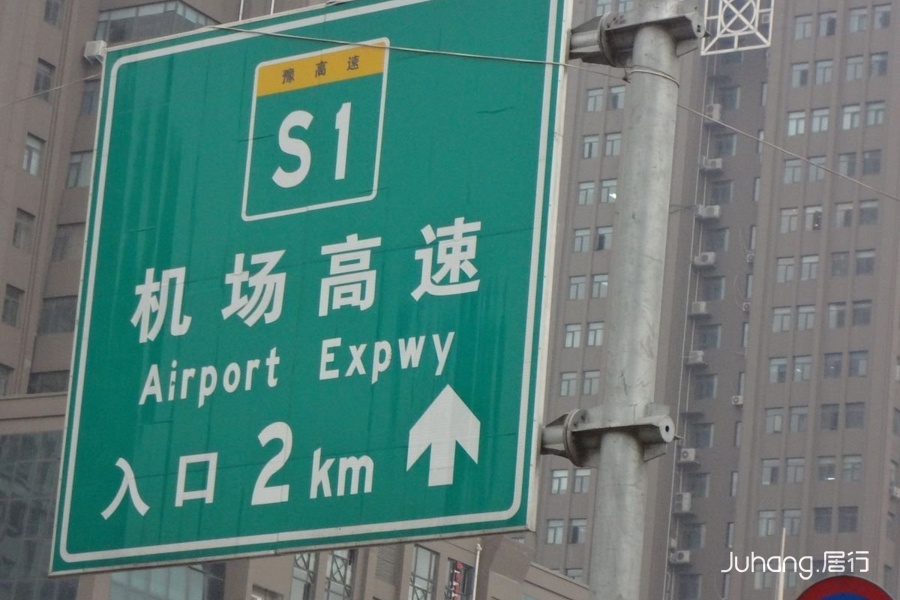 豫高速
S1
机场高速
Airport Expwy
入口 2 km
Juhang.居行